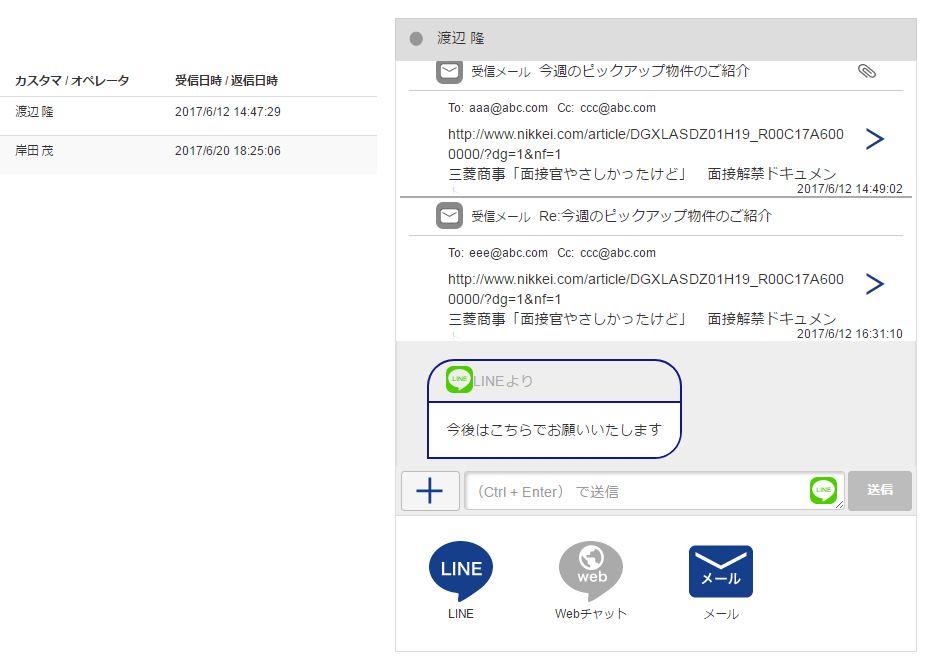 カスタマ / オペレータ 受信日時 / 返信日時
渡辺 隆 2017/6/12 14:47:29
岸田 茂 2017/6/20 18:25:06
渡辺 隆
受信メール 今週のピックアップ物件のご紹介
To: aaa@abc.com Cc: ccc@abc.com
http://www.nikkei.com/article/DGXLASDZ01H19_R00C17A600
0000/?dg=1&nf=1
三菱商事「面接官やさしかったけど」 面接解禁ドキュメン
2017/6/12 14:49:02
受信メール Re:今週のピックアップ物件のご紹介
To: eee@abc.com Cc: ccc@abc.com
http://www.nikkei.com/article/DGXLASDZ01H19_R00C17A600
0000/?dg=1&nf=1
三菱商事「面接官やさしかったけど」 面接解禁ドキュメン
2017/6/12 16:31:10
LINE LINEより
今後はこちらでお願いいたします
（Ctrl + Enter） で送信 LINE 送信
LINE web メール
LINE Webチャット メール